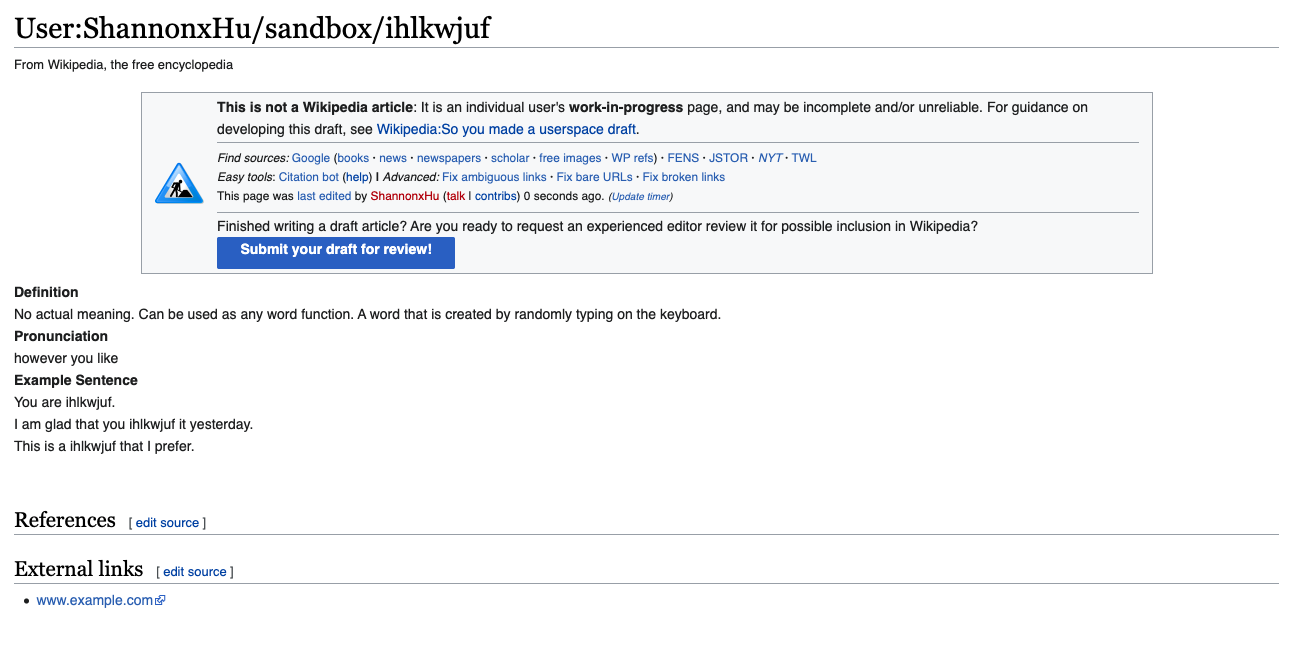 User:ShannonxHu/sandbox/ihlkwjuf
From Wikipedia, the free encyclopedia
This is not a Wikipedia article: It is an individual user's work-in-progress page, and may be incomplete and/or unreliable. For guidance on
developing this draft, see Wikipedia:So you made a userspace draft.
Find sources: Google (books · news · newspapers · scholar · free images · WP refs) · FENS · JSTOR · NYT · TWL
Easy tools: Citation bot (help) | Advanced: Fix ambiguous links · Fix bare URLs · Fix broken links
This page was last edited by ShannonxHu (talk | contribs) 0 seconds ago. (Update timer)
Finished writing a draft article? Are you ready to request an experienced editor review it for possible inclusion in Wikipedia?
Submit your draft for review!
Definition
No actual meaning. Can be used as any word function. A word that is created by randomly typing on the keyboard.
Pronunciation
however you like
Example Sentence
You are ihlkwjuf.
I am glad that you ihlkwjuf it yesterday.
This is a ihlkwjuf that I prefer.
References [ edit source ]
External links [ edit source ]
• www.example.com